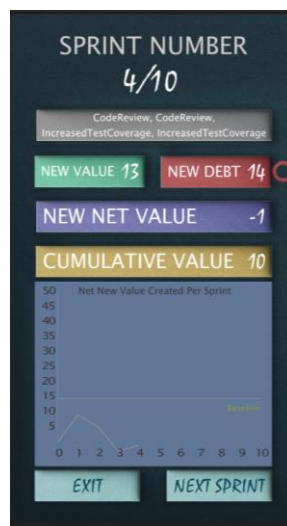 SPRINT NUMBER
4/10
CodeReview, CodeReview,
IncreasedTestCoverage, IncreasedTestCoverage
NEW VALUE 13
NEW DEBT 14
NEW NET VALUE -1
CUMULATIVE VALUE 10
Net New Value Created Per Sprint
50
45
40
35
30
25
20
15
10
5
Baseline
0 1 2 3 4 5 6 7 8 9 10
EXIT
NEXT SPRINT